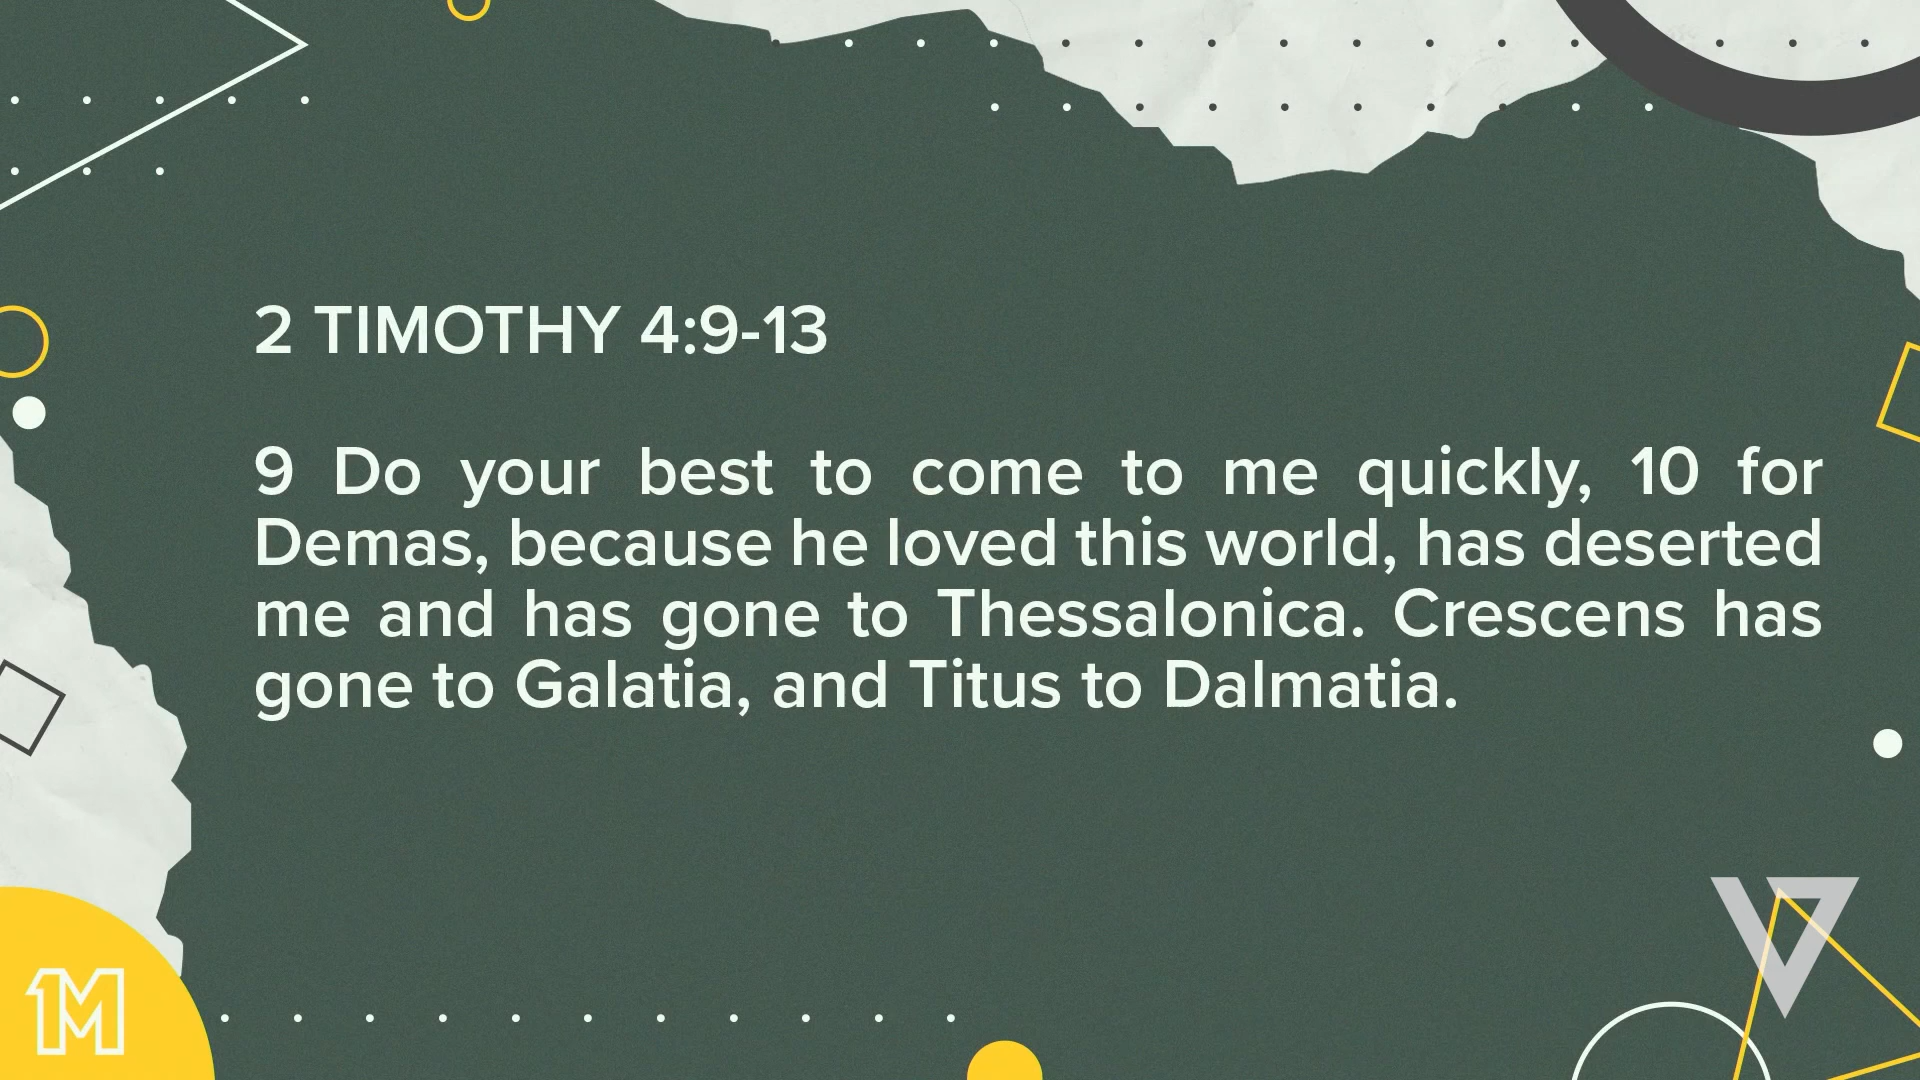 2 TIMOTHY 4:9-13
9 Do your best to come to me quickly, 10 for
Demas, because he loved this world, has deserted
me and has gone to Thessalonica. Crescens has
gone to Galatia, and Titus to Dalmatia.
1M